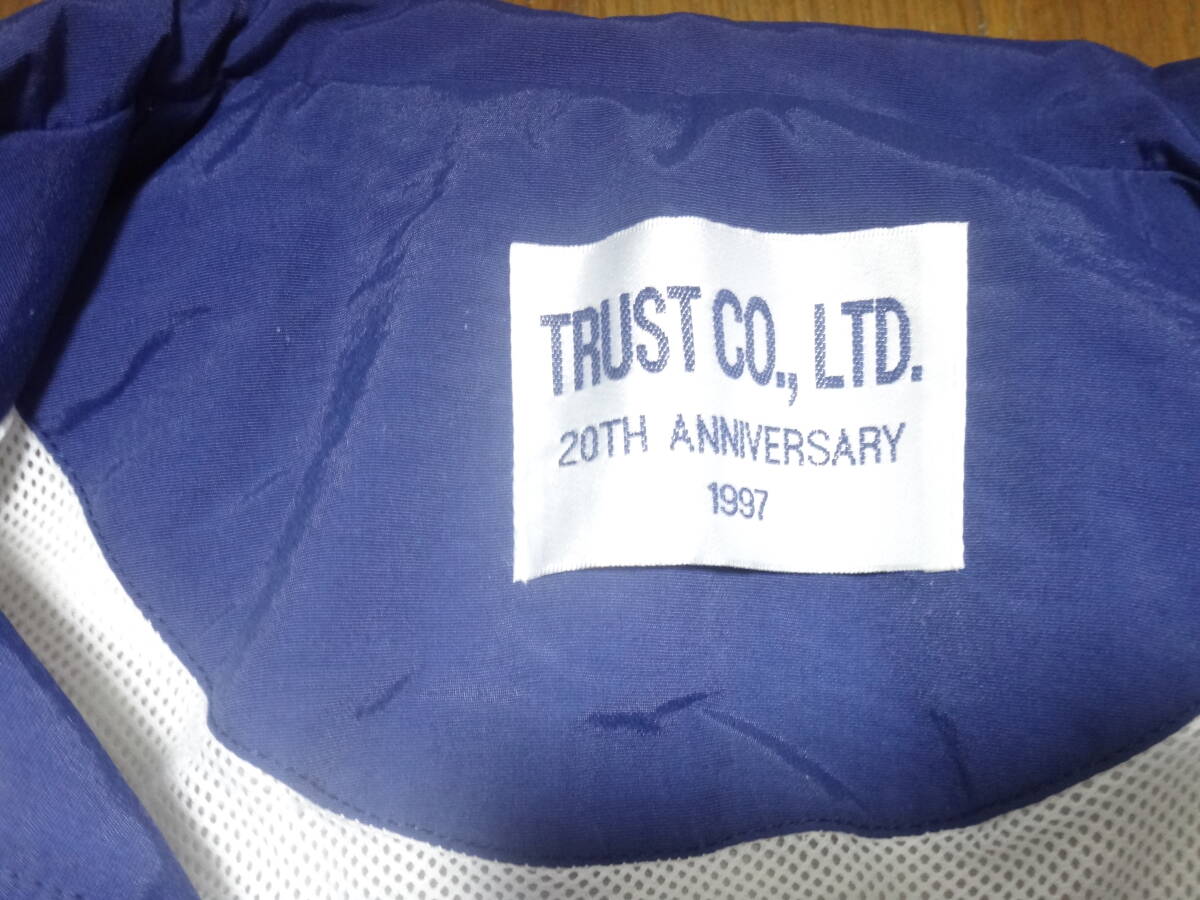 TRUST CO., LTD.
20TH ANNIVERSARY
1997